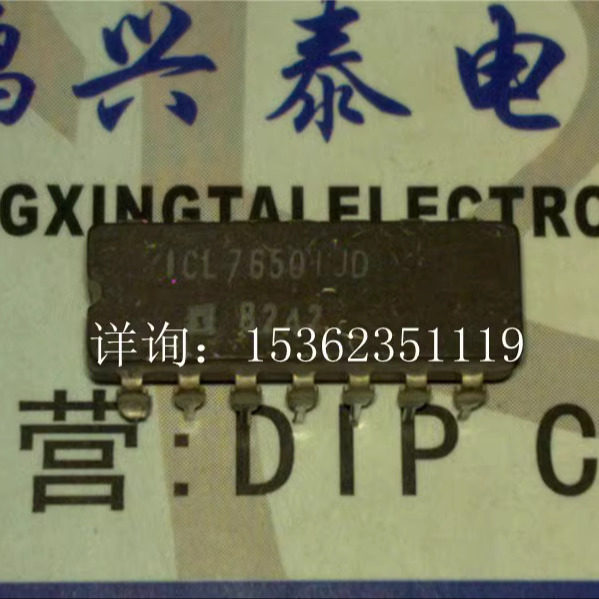 兴泰电
GXINGTAIELECTRO
ICL7650IJD
8242
详询：15362351119
营:DIP C